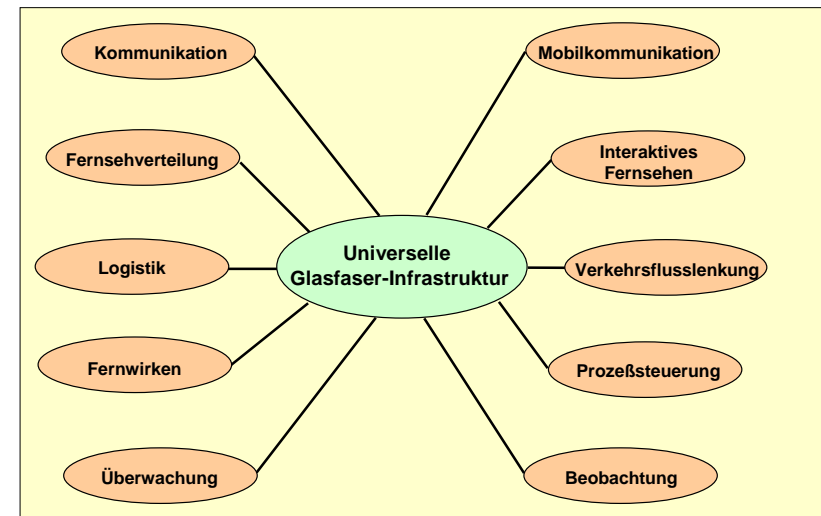 Kommunikation
Mobilkommunikation
Fernsehverteilung
Interaktives
Fernsehen
Universelle
Glasfaser-Infrastruktur
Logistik
Verkehrsflusslenkung
Fernwirken
Prozeßsteuerung
Überwachung
Beobachtung